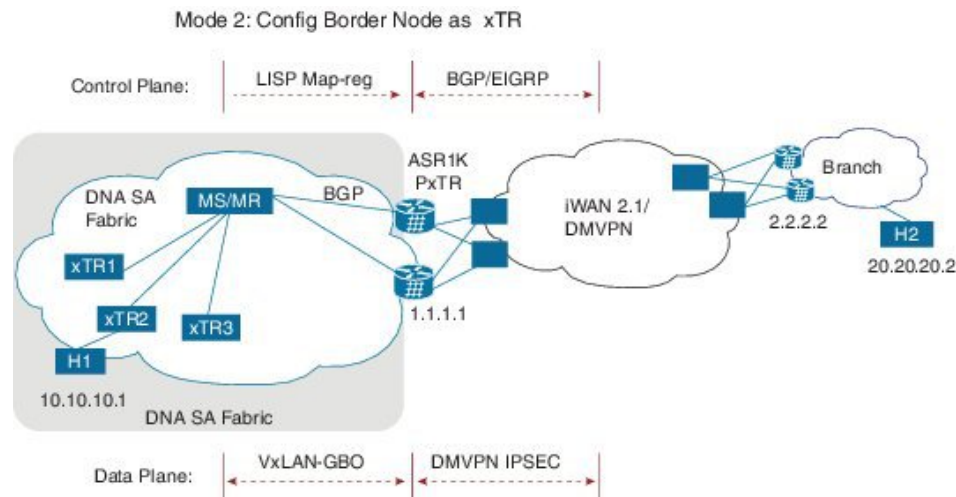 Mode 2: Config Border Node as xTR
Control Plane:
LISP Map-reg
BGP/EIGRP
DNA SA
Fabric
MS/MR
BGP
ASR1K
PxTR
iWAN 2.1/
DMVPN
Branch
2.2.2.2
H2
20.20.20.2
xTR1
xTR2
xTR3
1.1.1.1
H1
10.10.10.1
DNA SA Fabric
Data Plane:
VxLAN-GBO
DMVPN IPSEC